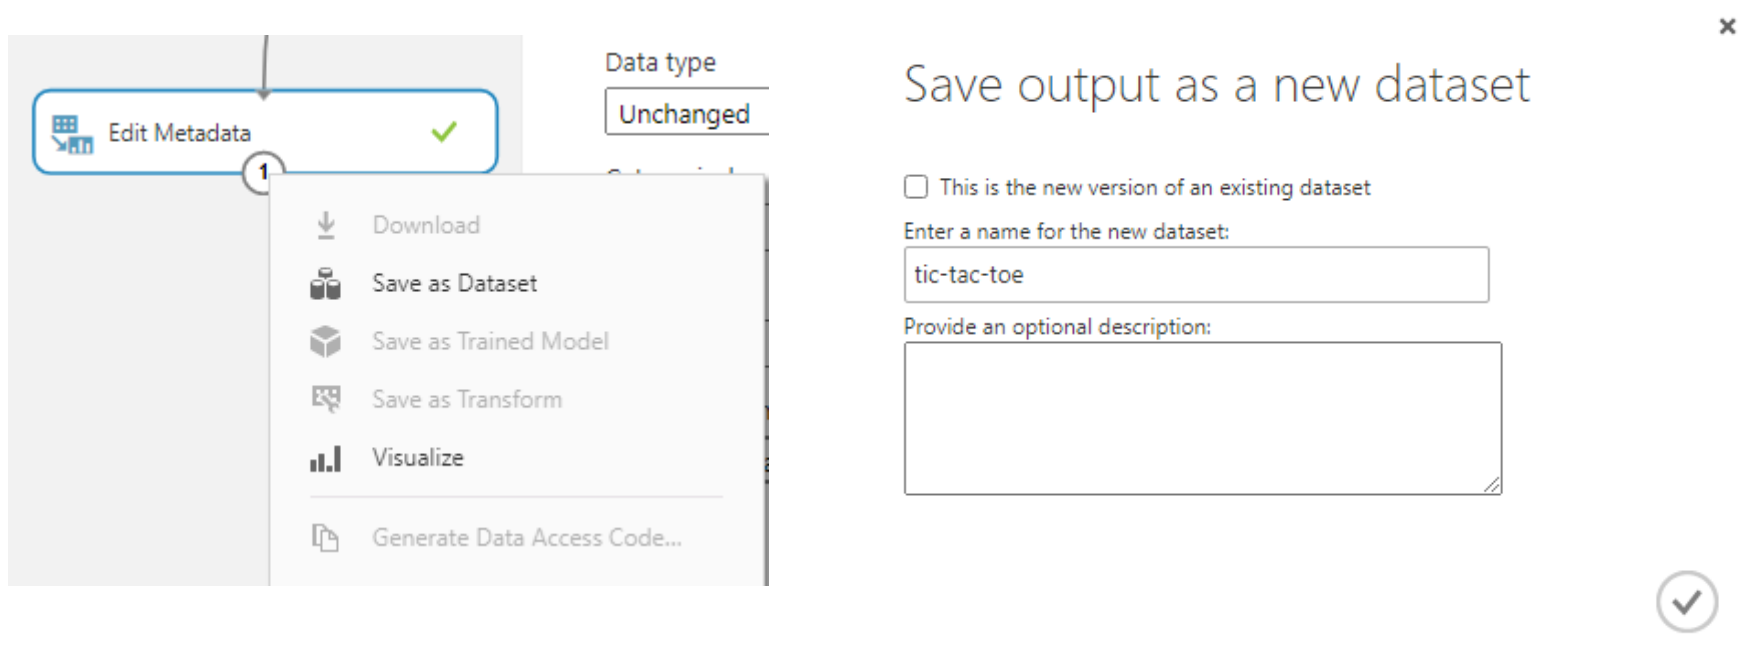 Edit Metadata
1
Download
Save as Dataset
Save as Trained Model
Save as Transform
Visualize
Generate Data Access Code...
Data type
Unchanged
Save output as a new dataset
This is the new version of an existing dataset
Enter a name for the new dataset:
tic-tac-toe
Provide an optional description: